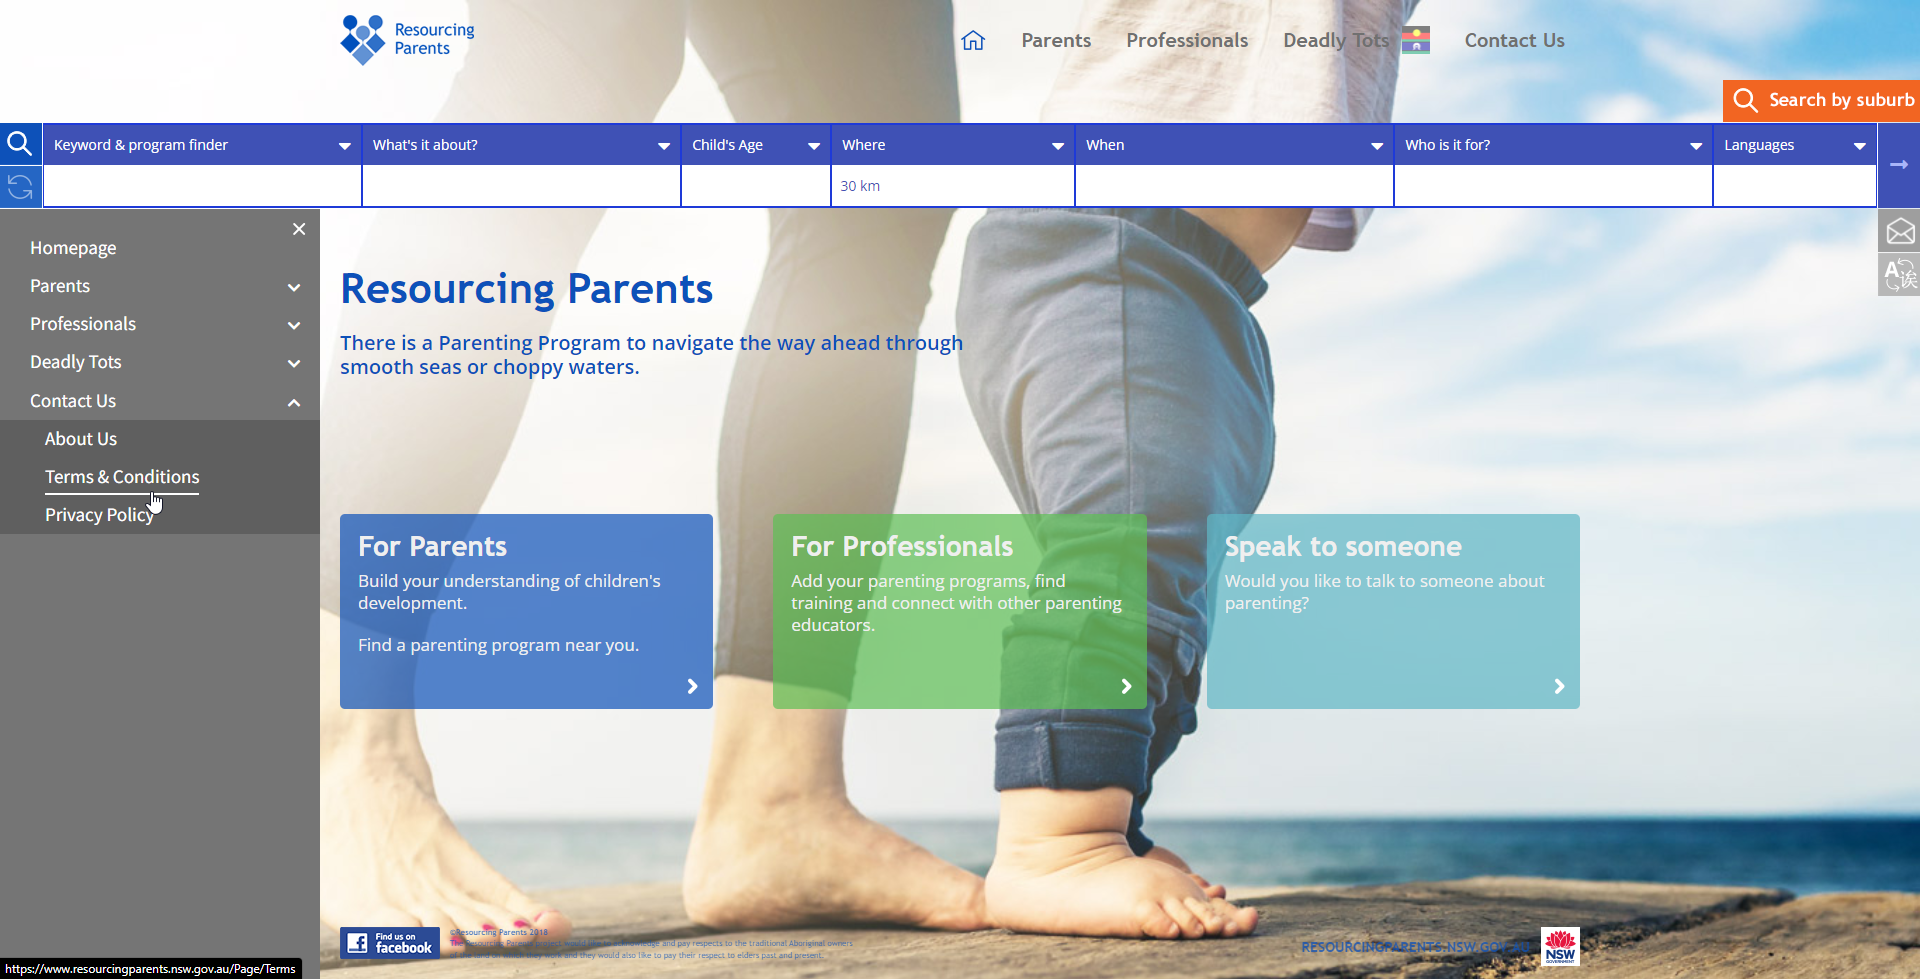 Resourcing
Parents
Parents
Professionals
Deadly Tots
Contact Us
Search by suburb
Keyword & program finder
What's it about?
Child's Age
Where
When
Who is it for?
Languages
30 km
Homepage
Parents
Professionals
Deadly Tots
Contact Us
About Us
Terms & Conditions
Privacy Policy
A
诶
Resourcing Parents
There is a Parenting Program to navigate the way ahead through
smooth seas or choppy waters.
For Parents
Build your understanding of children's
development.
Find a parenting program near you.
For Professionals
Add your parenting programs, find
training and connect with other parenting
educators.
Speak to someone
Would you like to talk to someone about
parenting?
Find us on
facebook
©Resourcing Parents 2018
The Resourcing Parents project would like to acknowledge and pay respects to the traditional Aboriginal owners
of the land on which they work and they would also like to pay their respect to elders past and present.
RESOURCINGPARENTS.NSW.GOV.AU
NSW
GOVERNMENT
https://www.resourcingparents.nsw.gov.au/Page/Terms